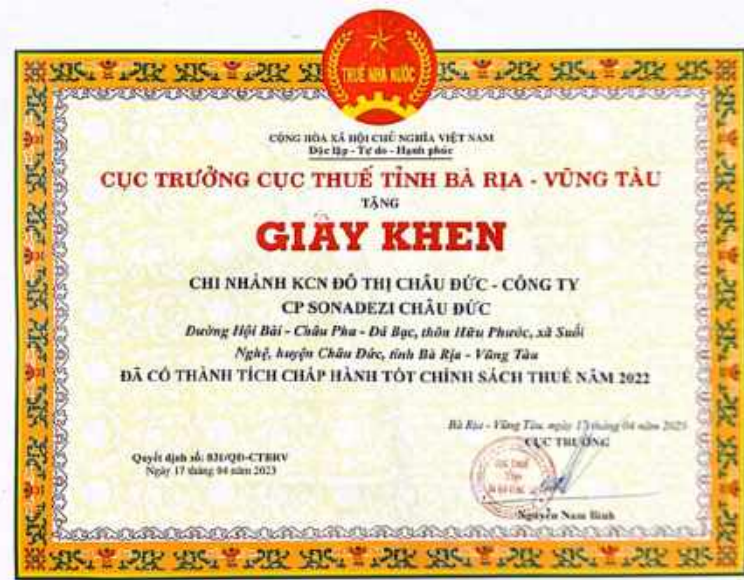 THUẾ NHÀ NƯỚC
CỘNG HÒA XÃ HỘI CHỦ NGHĨA VIỆT NAM
Độc lập - Tự do - Hạnh phúc
CỤC TRƯỞNG CỤC THUẾ TỈNH BÀ RỊA - VŨNG TÀU
TẶNG
GIẤY KHEN
CHI NHÁNH KCN ĐÔ THỊ CHÂU ĐỨC - CÔNG TY
CP SONADEZI CHÂU ĐỨC
Đường Hội Bài - Châu Pha - Đá Bạc, thôn Hữu Phước, xã Suối
Nghệ, huyện Châu Đức, tỉnh Bà Rịa - Vũng Tàu
ĐÃ CÓ THÀNH TÍCH CHẤP HÀNH TỐT CHÍNH SÁCH THUẾ NĂM 2022
Bà Rịa - Vũng Tàu, ngày 17 tháng 04 năm 2023
CỤC TRƯỞNG
Quyết định số: 831/QĐ-CTBRV
Ngày 17 tháng 04 năm 2023
CỤC THUẾ
TỈNH
Nguyễn Nam Bình